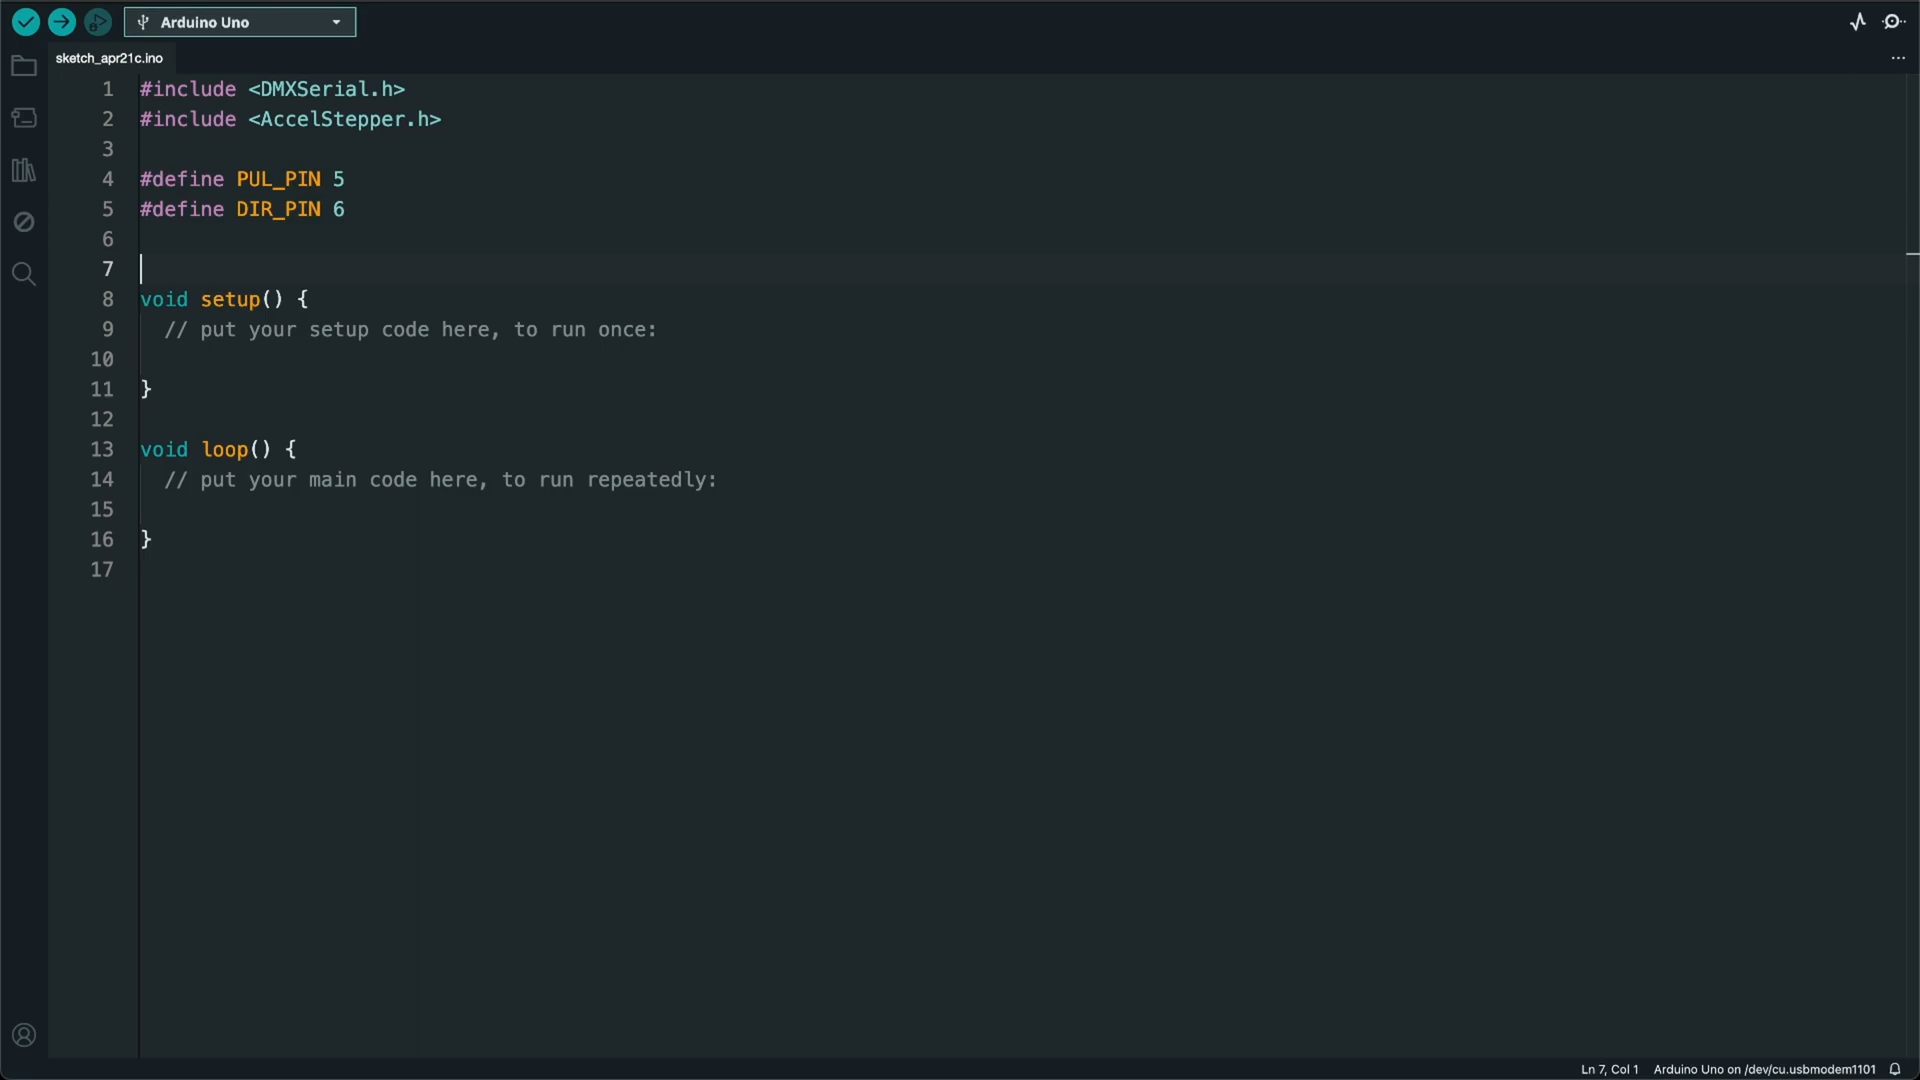 Arduino Uno
sketch_apr21c.ino
1 #include <DMXSerial.h>
2 #include <AccelStepper.h>
3
4 #define PUL_PIN 5
5 #define DIR_PIN 6
6
7
8 void setup() {
9 // put your setup code here, to run once:
10
11 }
12
13 void loop() {
14 // put your main code here, to run repeatedly:
15
16 }
17
Ln 7, Col 1 Arduino Uno on /dev/cu.usbmodem1101